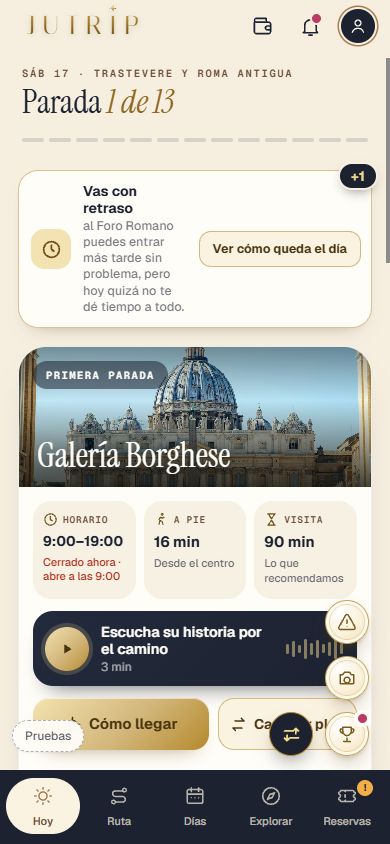 JUTRIP
SÁB 17 · TRASTEVERE Y ROMA ANTIGUA
Parada 1 de 13
+1
Vas con
retraso
al Foro Romano
puedes entrar
más tarde sin
problema, pero
hoy quizá no te
dé tiempo a todo.
Ver cómo queda el día
PRIMERA PARADA
Galería Borghese
HORARIO
9:00–19:00
Cerrado ahora ·
abre a las 9:00
A PIE
16 min
Desde el centro
VISITA
90 min
Lo que
recomendamos
Escucha su historia por
el camino
3 min
Cómo llegar
Pruebas
Hoy
Ruta
Días
Explorar
!
Reservas